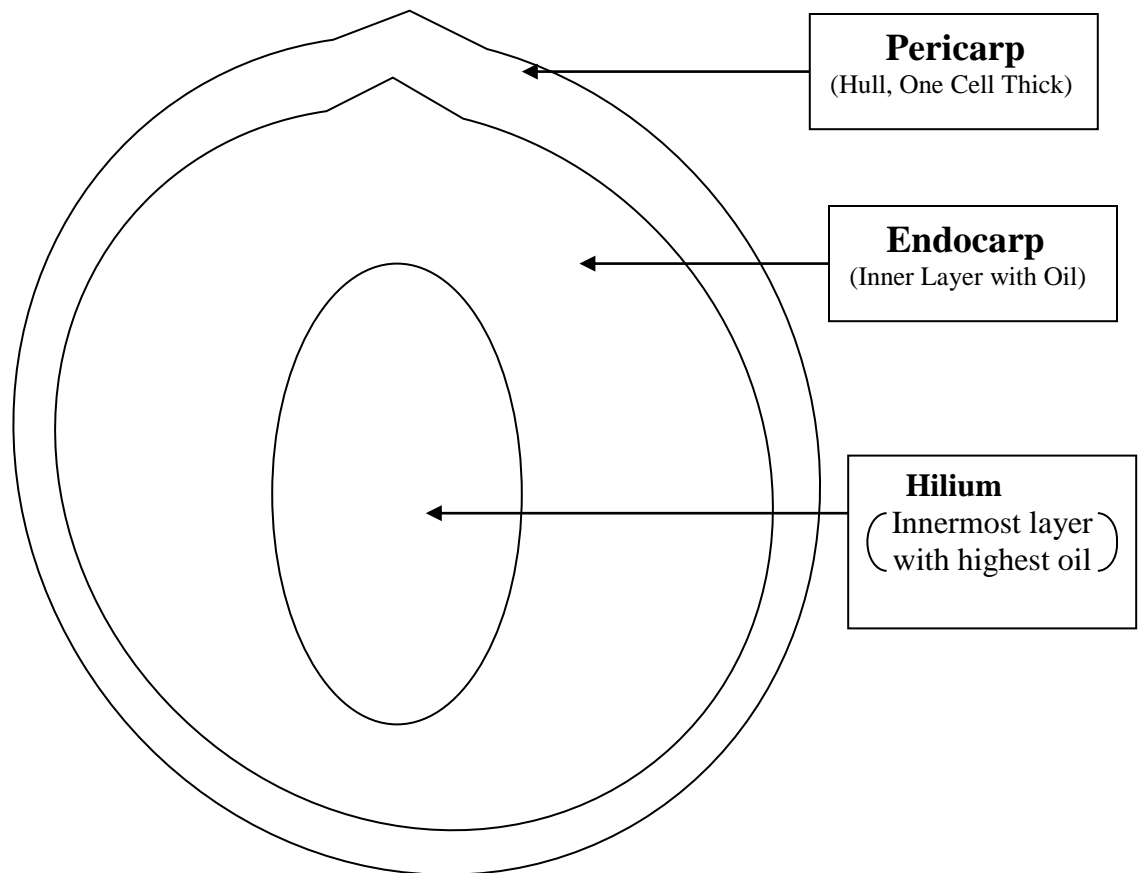 Pericarp
(Hull, One Cell Thick)
Endocarp
(Inner Layer with Oil)
Hilium
(Innermost layer
with highest oil)